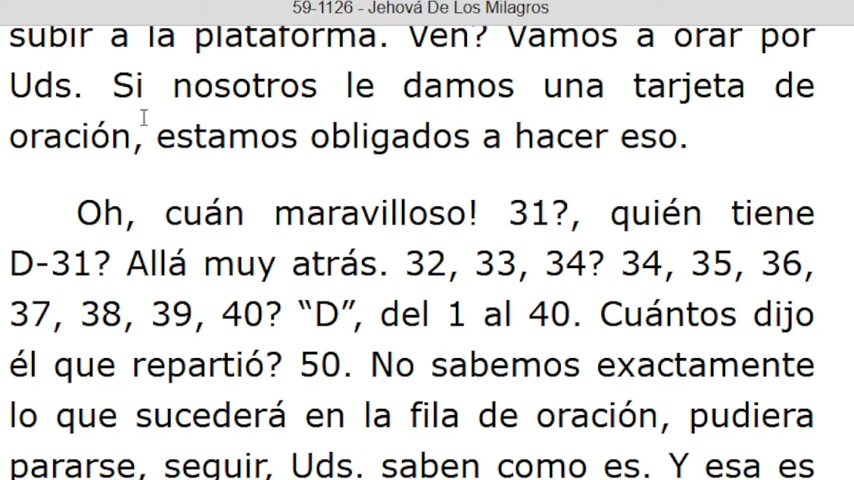 59-1126 - Jehová De Los Milagros
subir a la plataforma. Ven? Vamos a orar por
Uds. Si nosotros le damos una tarjeta de
oración, estamos obligados a hacer eso.
Oh, cuán maravilloso! 31?, quién tiene
D-31? Allá muy atrás. 32, 33, 34? 34, 35, 36,
37, 38, 39, 40? “D”, del 1 al 40. Cuántos dijo
él que repartió? 50. No sabemos exactamente
lo que sucederá en la fila de oración, pudiera
pararse, seguir, Uds. saben como es. Y esa es